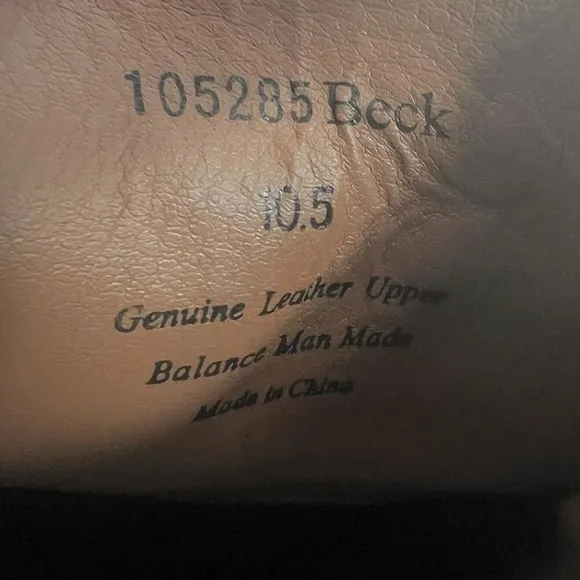 105285 Beck
10.5
Genuine Leather Upper
Balance Man Made
Made in China